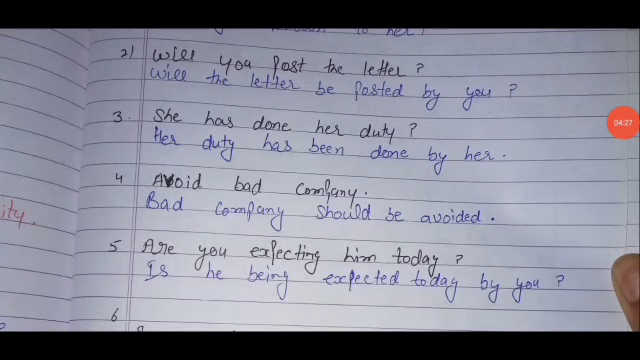 to her?
2) Will you post the letter?
Will the letter be posted by you?
3. She has done her duty?
Her duty has been done by her.
4 Avoid bad company.
Bad company should be avoided.
ity.
5 Are you expecting him today?
Is he being expected today by you?
6
04:27